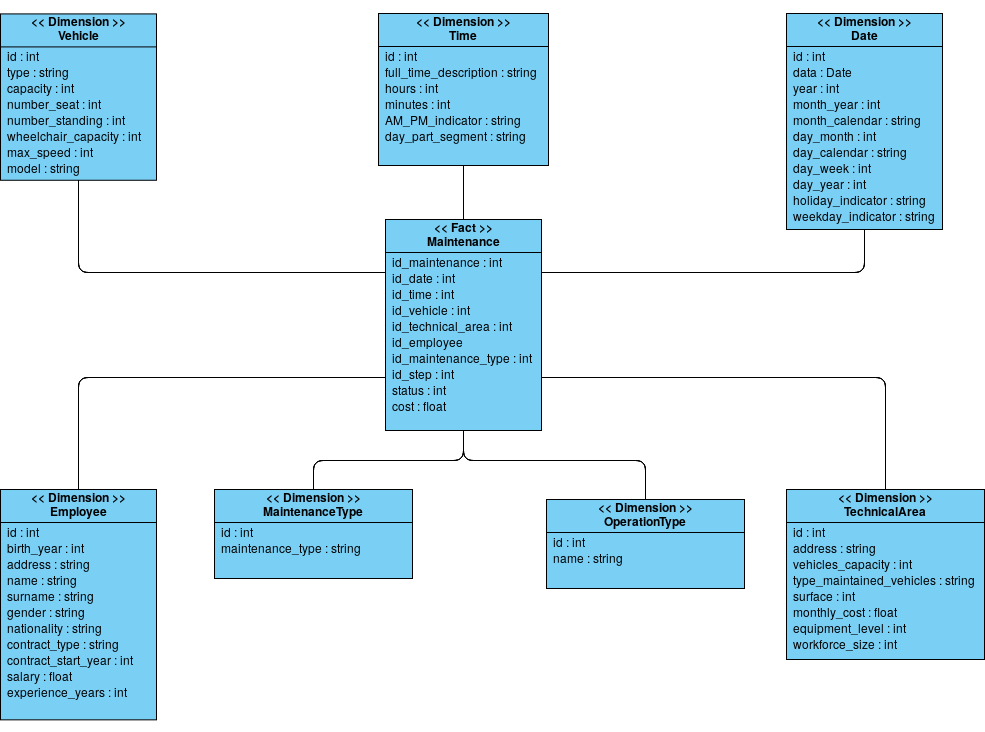 << Dimension >>
Vehicle
id : int
type : string
capacity : int
number_seat : int
number_standing : int
wheelchair_capacity : int
max_speed : int
model : string
<< Dimension >>
Time
id : int
full_time_description : string
hours : int
minutes : int
AM_PM_indicator : string
day_part_segment : string
<< Dimension >>
Date
id : int
data : Date
year : int
month_year : int
month_calendar : string
day_month : int
day_calendar : string
day_week : int
day_year : int
holiday_indicator : string
weekday_indicator : string
<< Fact >>
Maintenance
id_maintenance : int
id_date : int
id_time : int
id_vehicle : int
id_technical_area : int
id_employee
id_maintenance_type : int
id_step : int
status : int
cost : float
<< Dimension >>
Employee
id : int
birth_year : int
address : string
name : string
surname : string
gender : string
nationality : string
contract_type : string
contract_start_year : int
salary : float
experience_years : int
<< Dimension >>
MaintenanceType
id : int
maintenance_type : string
<< Dimension >>
OperationType
id : int
name : string
<< Dimension >>
TechnicalArea
id : int
address : string
vehicles_capacity : int
type_maintained_vehicles : string
surface : int
monthly_cost : float
equipment_level : int
workforce_size : int